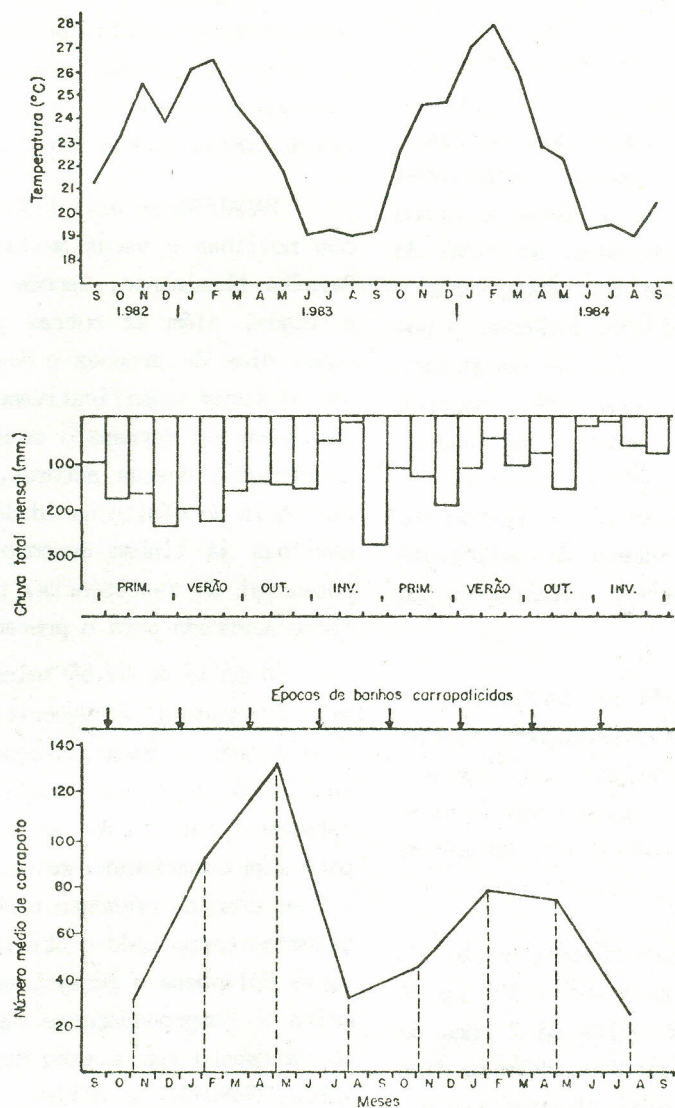 Temperatura (°C)
28
27
26
25
24
23
22
21
20
19
18
S O N D J F M A M J J A S O N D J F M A M J J A S
1.982 1.983 1.984
Chuva total mensal (mm.)
100
200
300
PRIM. VERÃO OUT. INV. PRIM. VERÃO OUT. INV.
Épocas de banhos carrapaticidas
Número médio de carrapato
140
120
100
80
60
40
20
S O N D J F M A M J J A S O N D J F M A M J J A S
Meses